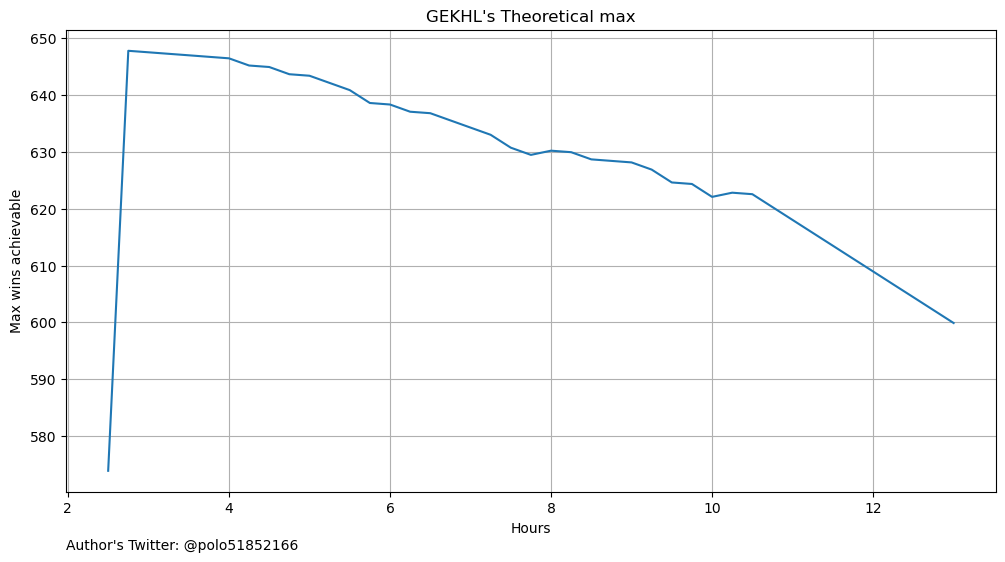 GEKHL's Theoretical max
650
640
630
620
610
600
590
580
Max wins achievable
2 4 6 8 10 12
Hours
Author's Twitter: @polo51852166